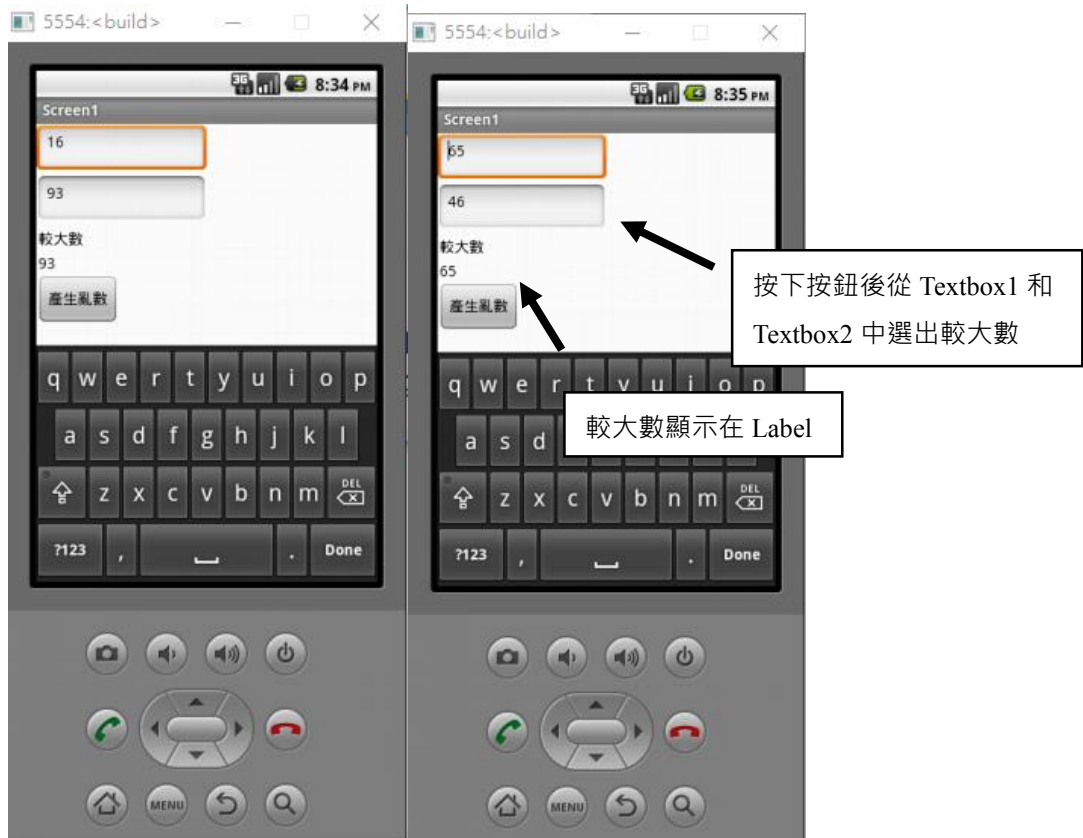 5554:<build>
8:34 PM
Screen1
16
93
較大數
93
產生亂數
q w e r t y u i o p
a s d f g h j k l
z x c v b n m DEL
?123 , . Done
MENU
5554:<build>
8:35 PM
Screen1
65
46
較大數
65
產生亂數
q w e r t y u i o p
a s d
z x c v b n m DEL
?123 , . Done
MENU
按下按鈕後從 Textbox1 和
Textbox2 中選出較大數
較大數顯示在 Label